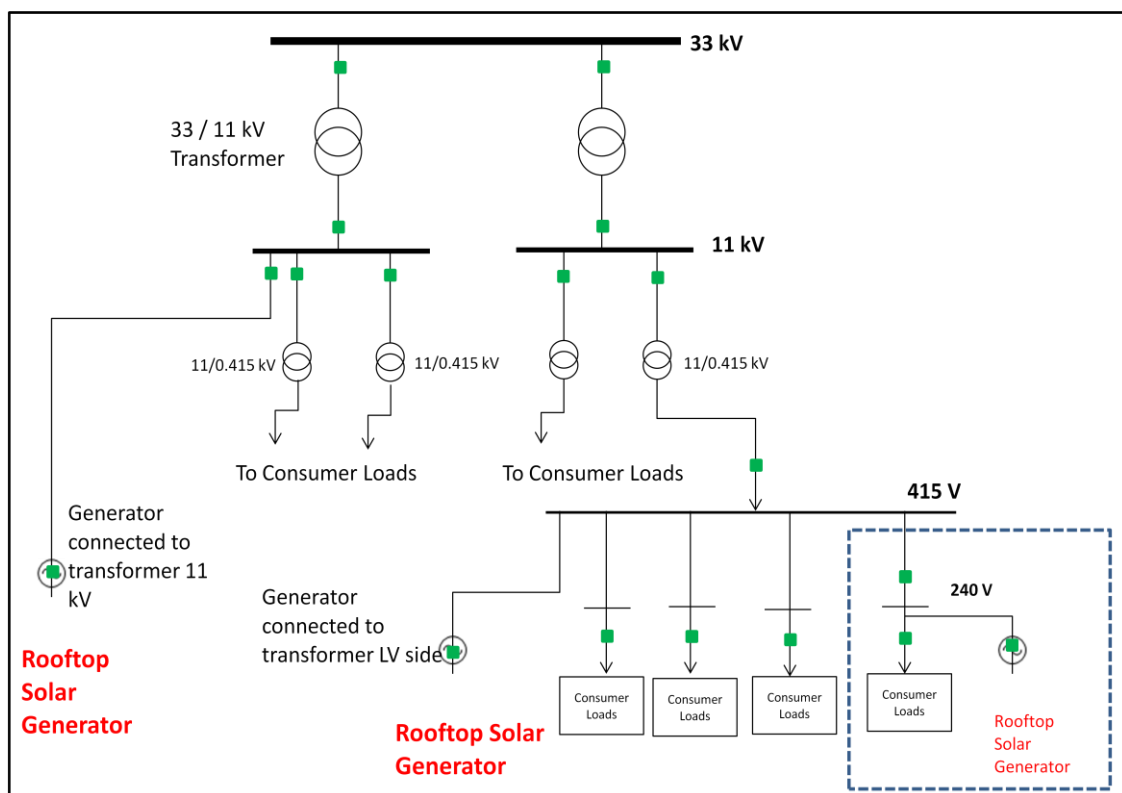 33 kV
33 / 11 kV
Transformer
11 kV
11/0.415 kV
11/0.415 kV
11/0.415 kV
To Consumer Loads
To Consumer Loads
415 V
Generator
connected to
transformer 11
kV
Rooftop
Solar
Generator
Generator
connected to
transformer LV side
Rooftop Solar
Generator
240 V
Consumer
Loads
Consumer
Loads
Consumer
Loads
Consumer
Loads
Rooftop
Solar
Generator